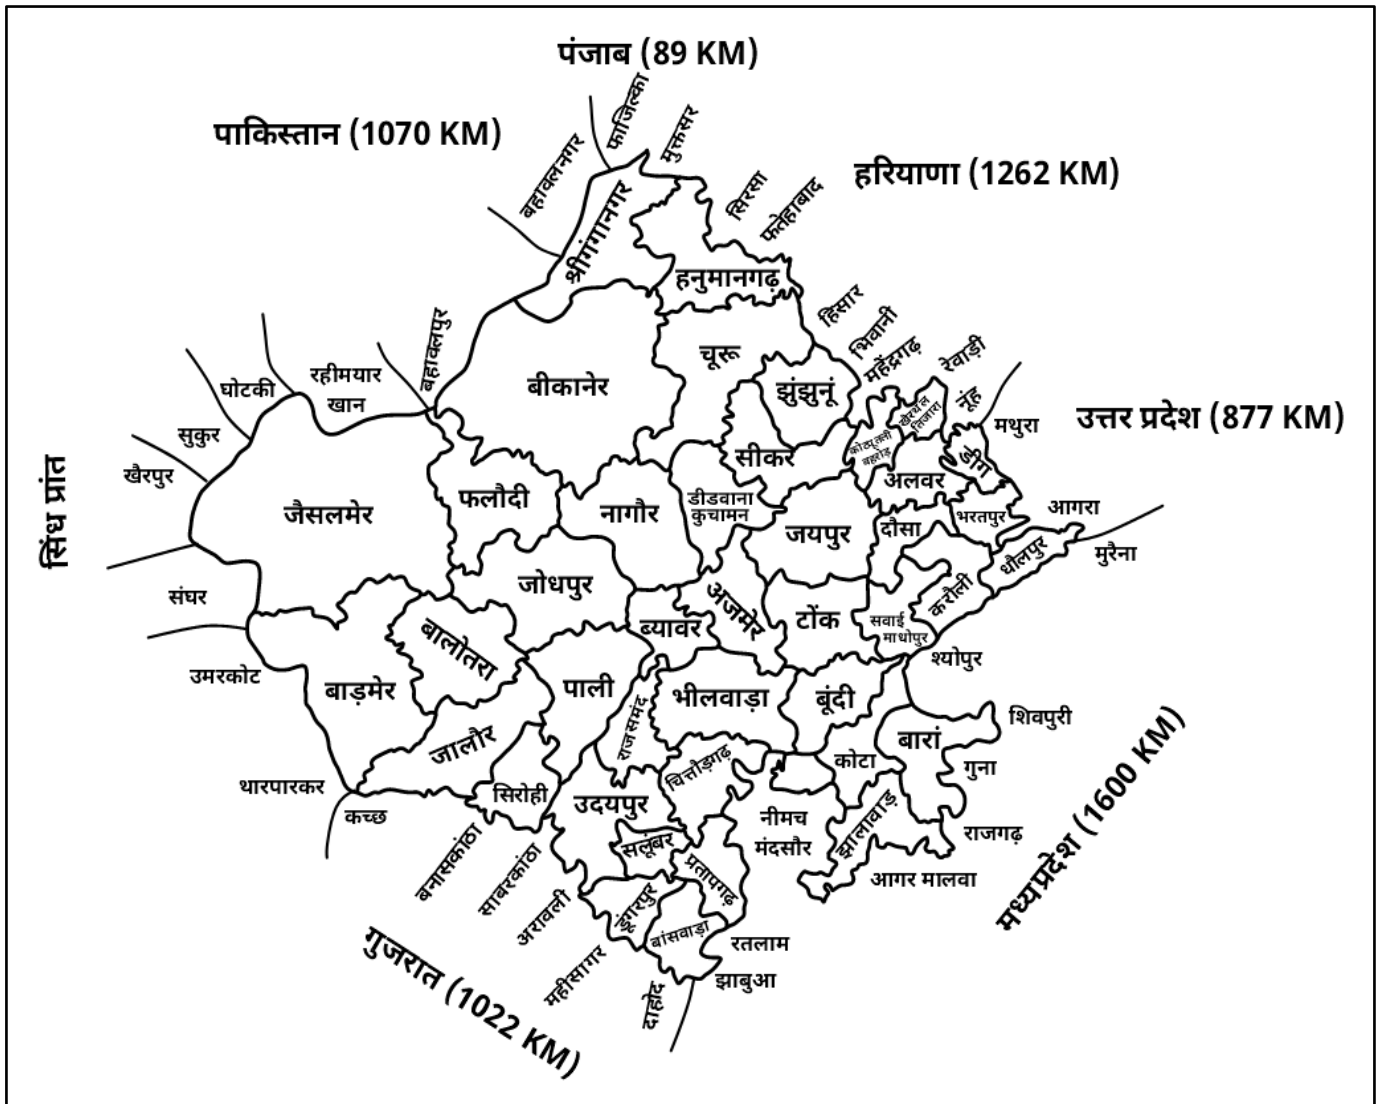 पंजाब (89 KM)
पाकिस्तान (1070 KM)
हरियाणा (1262 KM)
उत्तर प्रदेश (877 KM)
मध्यप्रदेश (1600 KM)
गुजरात (1022 KM)
सिंध प्रांत
फाजिल्का
मुक्तसर
बहावलनगर
सिरसा
फतेहाबाद
श्रीगंगानगर
हनुमानगढ़
हिसार
भिवानी
महेंद्रगढ़
रेवाड़ी
नूंह
मथुरा
बहावलपुर
रहीमयार
खान
घोटकी
सुकुर
खैरपुर
संघर
उमरकोट
थारपारकर
कच्छ
बीकानेर
चूरू
झुंझुनूं
सीकर
कोटपूतली
बहरोड़
खैरथल
तिजारा
अलवर
डीग
जैसलमेर
फलौदी
नागौर
डीडवाना
कुचामन
जयपुर
दौसा
भरतपुर
आगरा
धौलपुर
मुरैना
जोधपुर
अजमेर
टोंक
करौली
सवाई
माधोपुर
श्योपुर
ब्यावर
बालोतरा
बाड़मेर
पाली
राजसमंद
भीलवाड़ा
बूंदी
बारां
शिवपुरी
गुना
कोटा
जालौर
सिरोही
उदयपुर
चित्तौड़गढ़
नीमच
मंदसौर
झालावाड़
राजगढ़
आगर मालवा
सलूंबर
प्रतापगढ़
डूंगरपुर
बांसवाड़ा
रतलाम
झाबुआ
बनासकांठा
साबरकांठा
अरावली
महीसागर
दाहोद